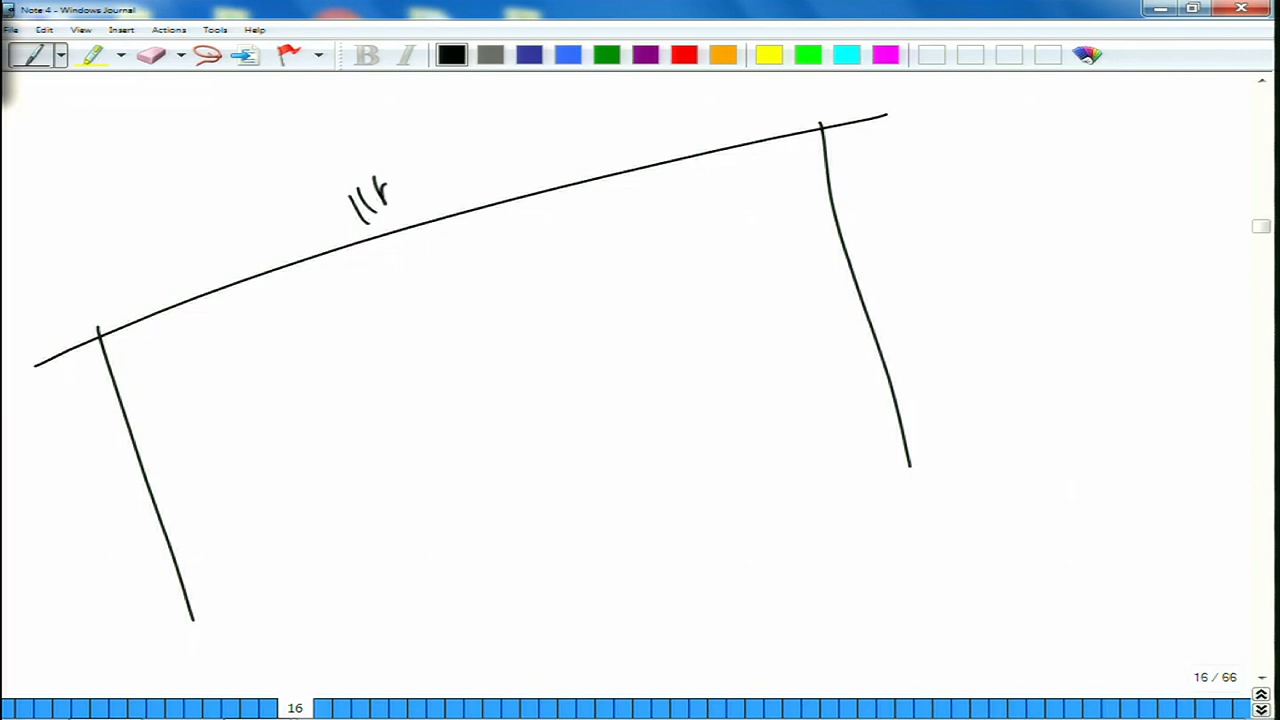 Note 4 - Windows Journal
File Edit View Insert Actions Tools Help
B I
16 / 66
16